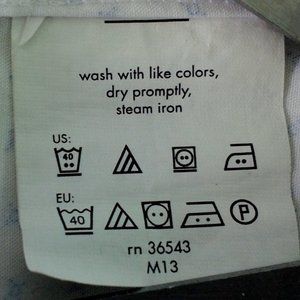 wash with like colors,
dry promptly,
steam iron
US:
40
EU:
40 P
rn 36543
M13